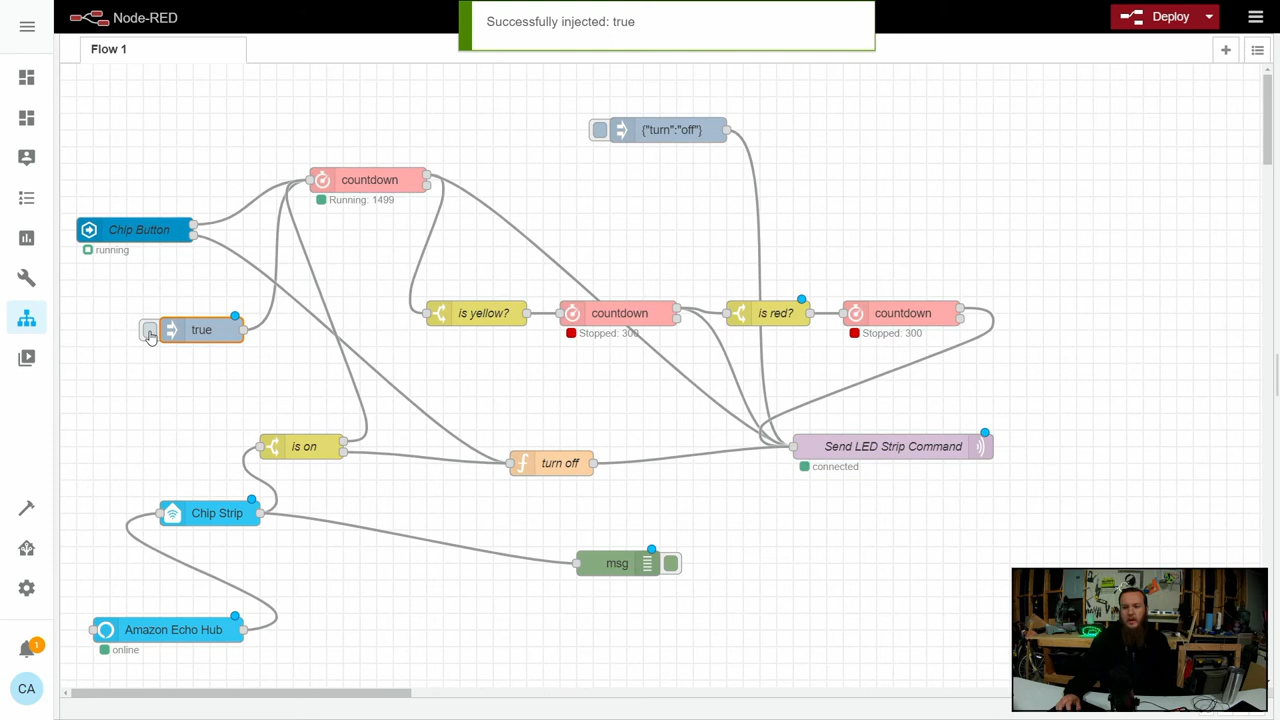 Node-RED
Successfully injected: true
Deploy
Flow 1
{"turn":"off"}
countdown
Running: 1499
Chip Button
running
true
is yellow?
countdown
Stopped: 300
is red?
countdown
Stopped: 300
is on
turn off
Send LED Strip Command
connected
Chip Strip
msg
Amazon Echo Hub
online
1
CA